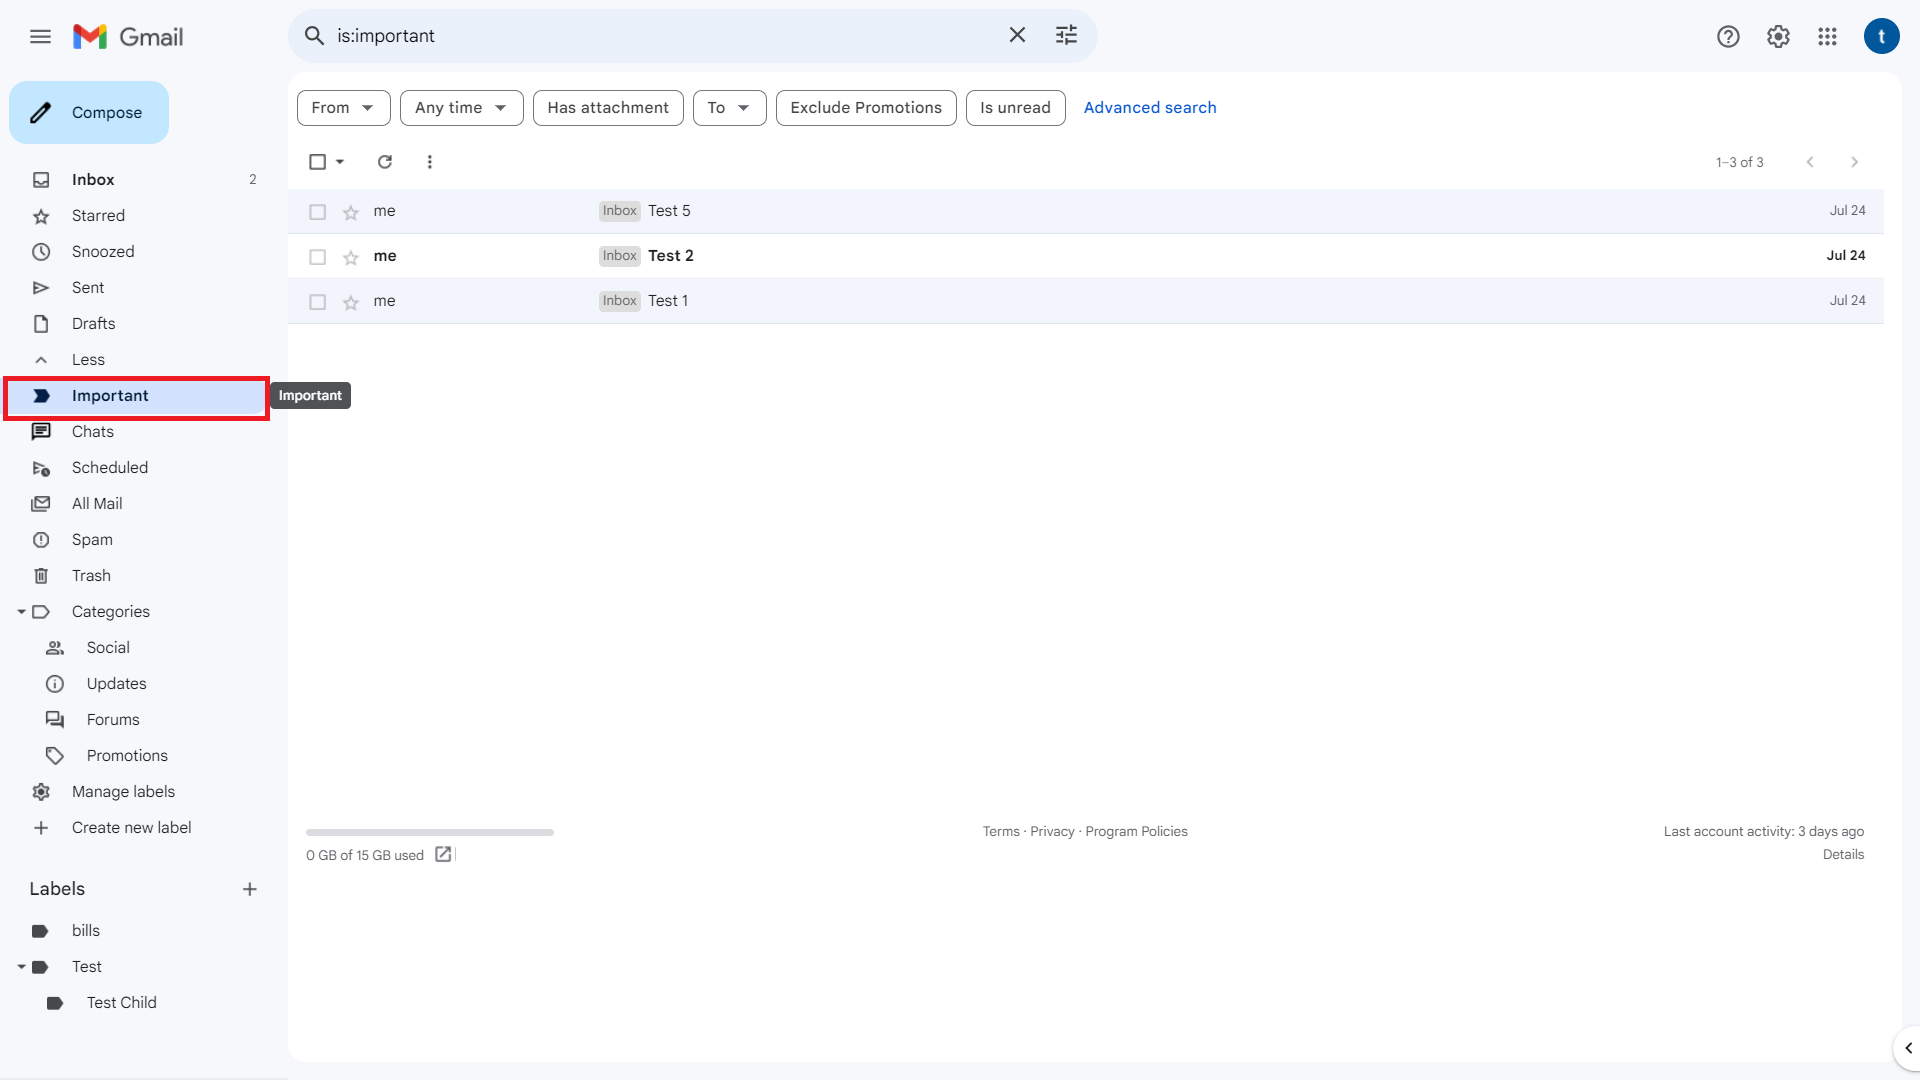 Gmail
is:important
t
Compose
From
Any time
Has attachment
To
Exclude Promotions
Is unread
Advanced search
1–3 of 3
Inbox 2
Starred
Snoozed
Sent
Drafts
Less
Important
Important
Chats
Scheduled
All Mail
Spam
Trash
Categories
Social
Updates
Forums
Promotions
Manage labels
Create new label
Labels
bills
Test
Test Child
me Inbox Test 5 Jul 24
me Inbox Test 2 Jul 24
me Inbox Test 1 Jul 24
0 GB of 15 GB used
Terms · Privacy · Program Policies
Last account activity: 3 days ago
Details